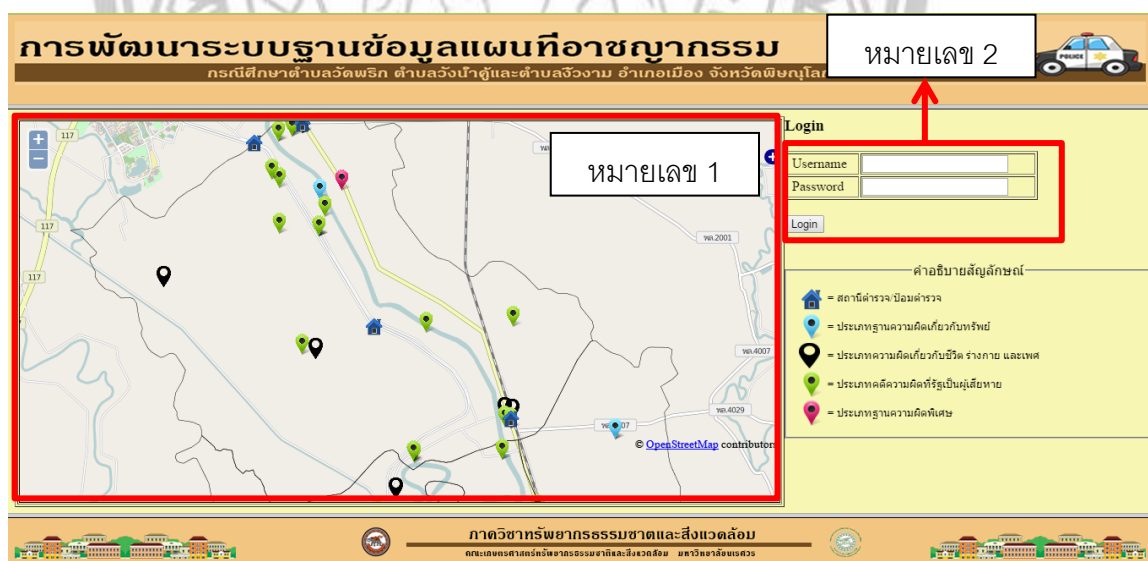 การพัฒนาระบบฐานข้อมูลแผนที่อาชญากรรม
กรณีศึกษาตำบลวัดพริก ตำบลวังน้ำคู้และตำบลงิ้วงาม อำเภอเมือง จังหวัดพิษณุโลก
หมายเลข 2
POLICE
+
−
117
117
117
หมายเลข 1
พล.2001
พล.4007
พล.4029
© OpenStreetMap contributors
Login
Username
Password
Login
คำอธิบายสัญลักษณ์
= สถานีตำรวจ/ป้อมตำรวจ
= ประเภทฐานความผิดเกี่ยวกับทรัพย์
= ประเภทความผิดเกี่ยวกับชีวิต ร่างกาย และเพศ
= ประเภทคดีความผิดที่รัฐเป็นผู้เสียหาย
= ประเภทฐานความผิดพิเศษ
ภาควิชาทรัพยากรธรรมชาติและสิ่งแวดล้อม
คณะเกษตรศาสตร์ทรัพยากรธรรมชาติและสิ่งแวดล้อม มหาวิทยาลัยนเรศวร